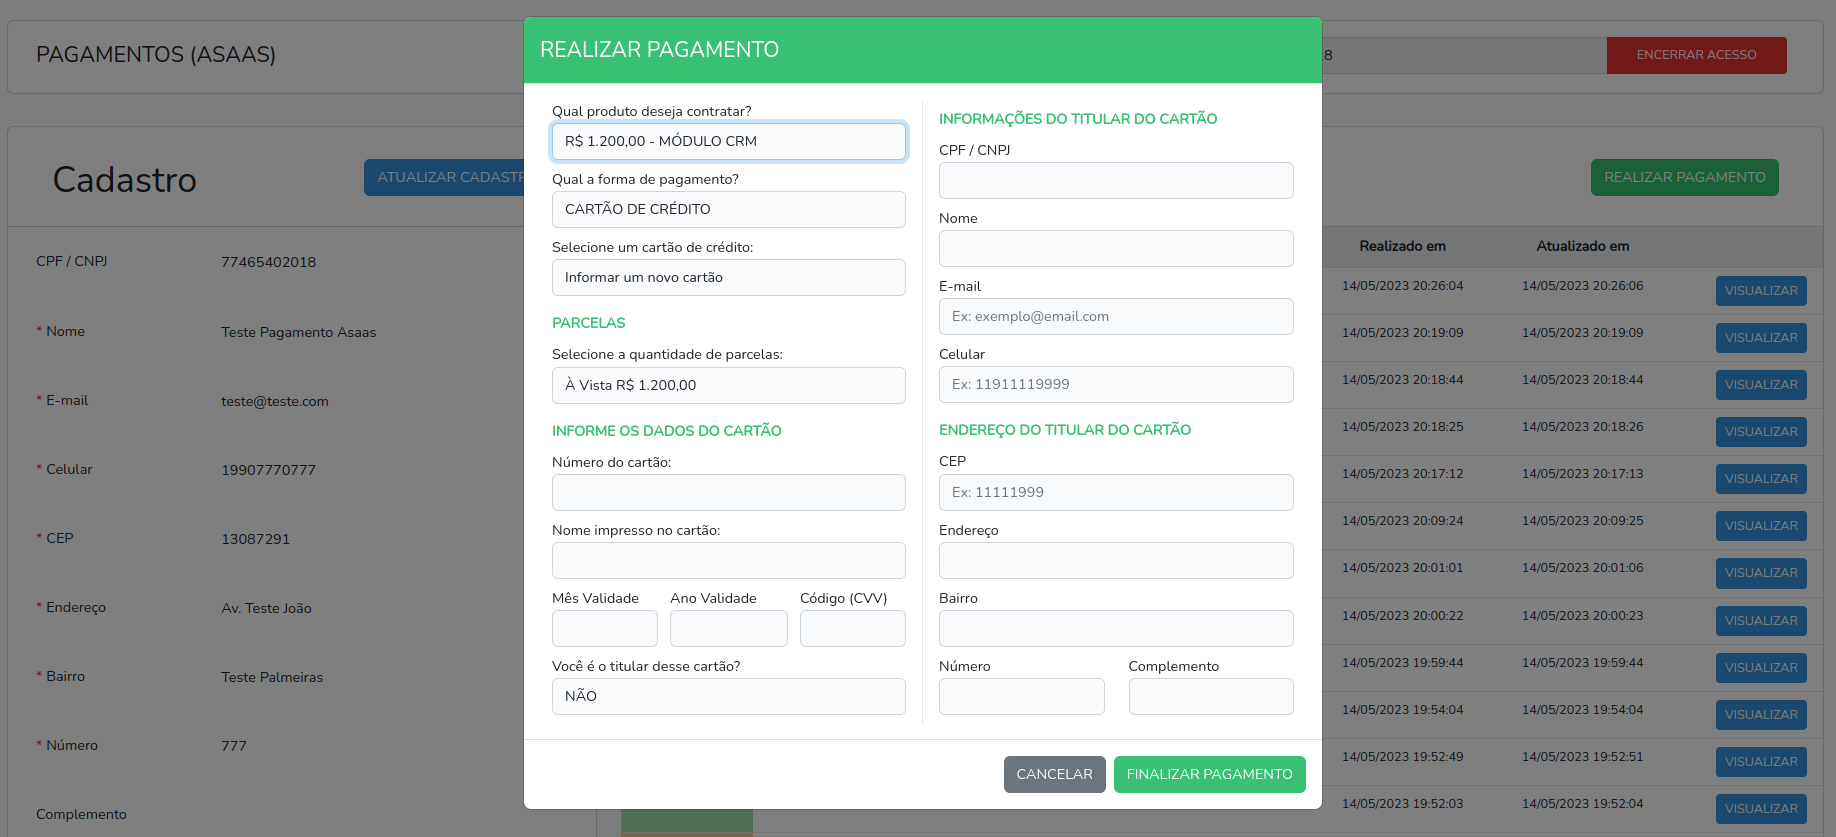 PAGAMENTOS (ASAAS)
18
ENCERRAR ACESSO
Cadastro
ATUALIZAR CADASTR
REALIZAR PAGAMENTO
CPF / CNPJ 77465402018
* Nome Teste Pagamento Asaas
* E-mail teste@teste.com
* Celular 19907770777
* CEP 13087291
* Endereço Av. Teste João
* Bairro Teste Palmeiras
* Número 777
Complemento
REALIZAR PAGAMENTO
Qual produto deseja contratar?
R$ 1.200,00 - MÓDULO CRM
Qual a forma de pagamento?
CARTÃO DE CRÉDITO
Selecione um cartão de crédito:
Informar um novo cartão
PARCELAS
Selecione a quantidade de parcelas:
À Vista R$ 1.200,00
INFORME OS DADOS DO CARTÃO
Número do cartão:
Nome impresso no cartão:
Mês Validade Ano Validade Código (CVV)
Você é o titular desse cartão?
NÃO
INFORMAÇÕES DO TITULAR DO CARTÃO
CPF / CNPJ
Nome
E-mail
Ex: exemplo@email.com
Celular
Ex: 11911119999
ENDEREÇO DO TITULAR DO CARTÃO
CEP
Ex: 11111999
Endereço
Bairro
Número Complemento
CANCELAR FINALIZAR PAGAMENTO
Realizado em Atualizado em
14/05/2023 20:26:04 14/05/2023 20:26:06 VISUALIZAR
14/05/2023 20:19:09 14/05/2023 20:19:09 VISUALIZAR
14/05/2023 20:18:44 14/05/2023 20:18:44 VISUALIZAR
14/05/2023 20:18:25 14/05/2023 20:18:26 VISUALIZAR
14/05/2023 20:17:12 14/05/2023 20:17:13 VISUALIZAR
14/05/2023 20:09:24 14/05/2023 20:09:25 VISUALIZAR
14/05/2023 20:01:01 14/05/2023 20:01:06 VISUALIZAR
14/05/2023 20:00:22 14/05/2023 20:00:23 VISUALIZAR
14/05/2023 19:59:44 14/05/2023 19:59:44 VISUALIZAR
14/05/2023 19:54:04 14/05/2023 19:54:04 VISUALIZAR
14/05/2023 19:52:49 14/05/2023 19:52:51 VISUALIZAR
14/05/2023 19:52:03 14/05/2023 19:52:04 VISUALIZAR